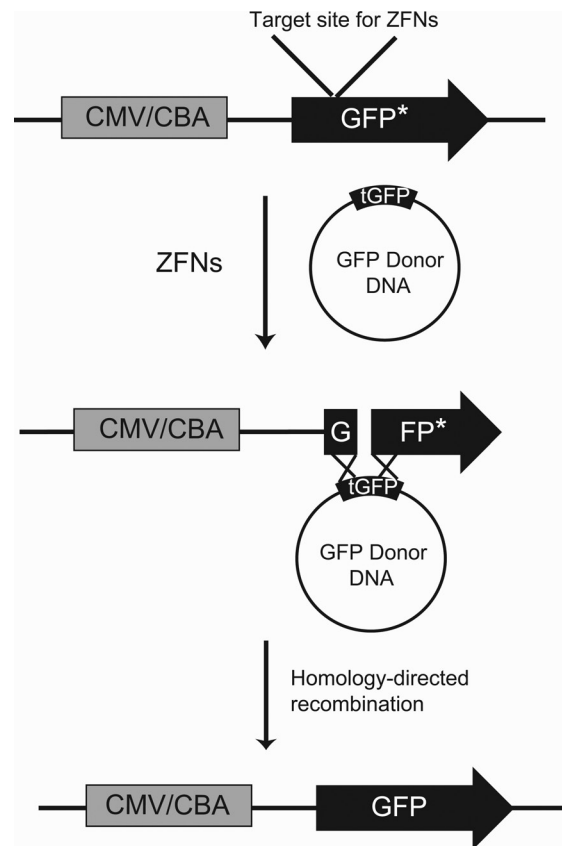 Target site for ZFNs
CMV/CBA
GFP*
tGFP
GFP Donor
DNA
ZFNs
CMV/CBA
G
FP*
tGFP
GFP Donor
DNA
Homology-directed
recombination
CMV/CBA
GFP